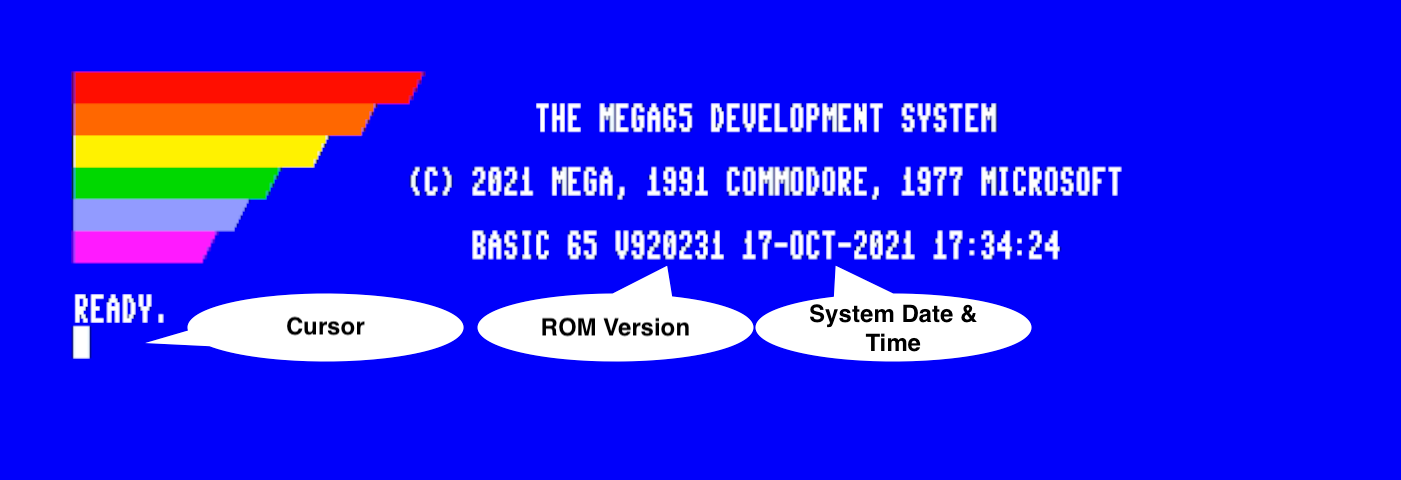 THE MEGA65 DEVELOPMENT SYSTEM
(C) 2021 MEGA, 1991 COMMODORE, 1977 MICROSOFT
BASIC 65 V920231 17-OCT-2021 17:34:24
READY.
Cursor
ROM Version
System Date &
Time